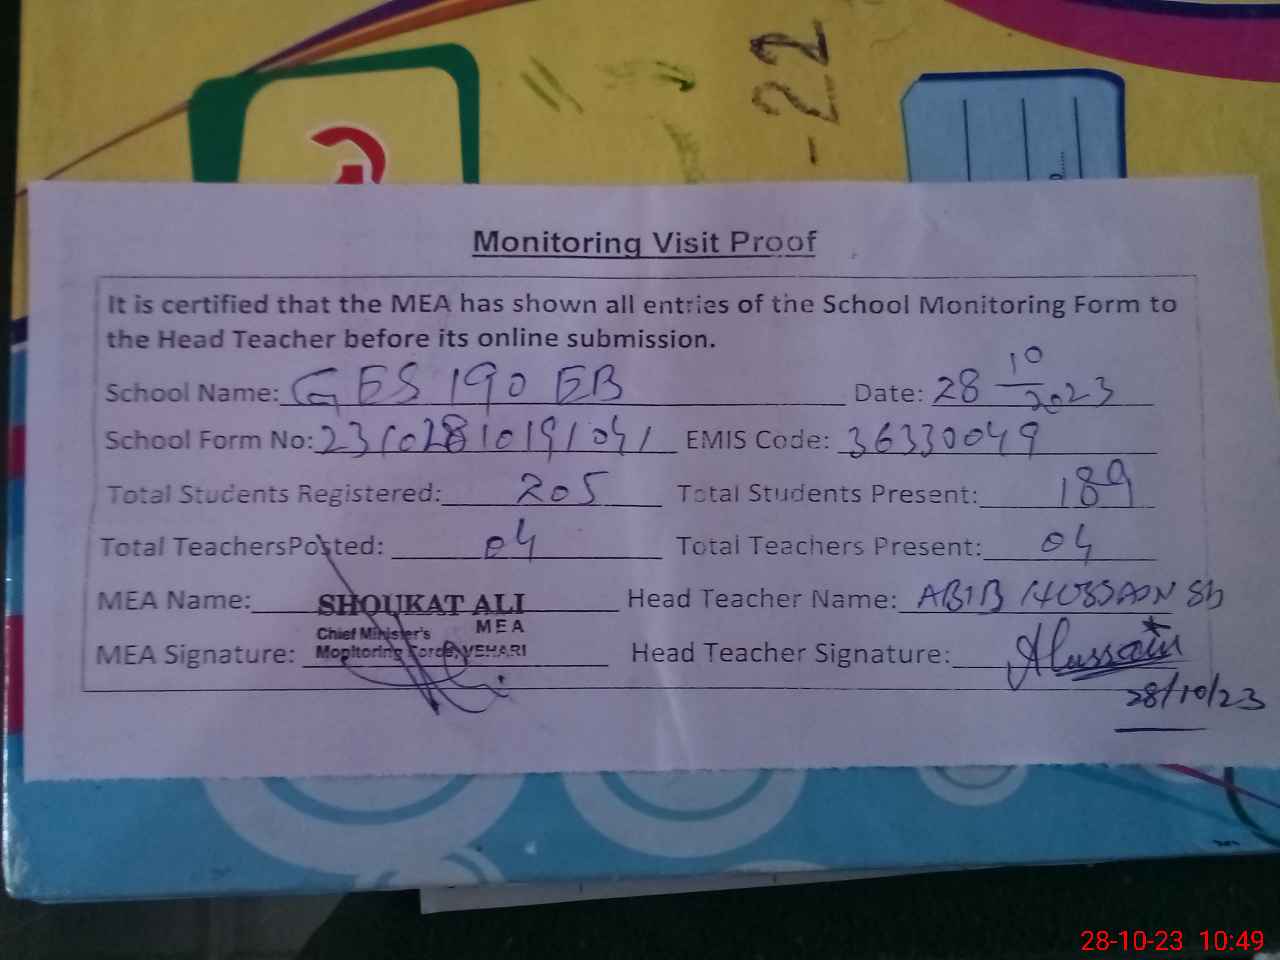 -22
Monitoring Visit Proof
It is certified that the MEA has shown all entries of the School Monitoring Form to
the Head Teacher before its online submission.
School Name: GES 190 EB Date: 28 10/2023
School Form No: EMIS Code: 36330049
Total Students Registered: 205 Total Students Present: 189
Total TeachersPosted: 04 Total Teachers Present: 04
MEA Name: SHOUKAT ALI Head Teacher Name: ABIB HUSSAIN Sb
MEA
Chief Minister's
Monitoring Force, VEHARI
MEA Signature: Head Teacher Signature: AHussain
28/10/23
28-10-23 10:49